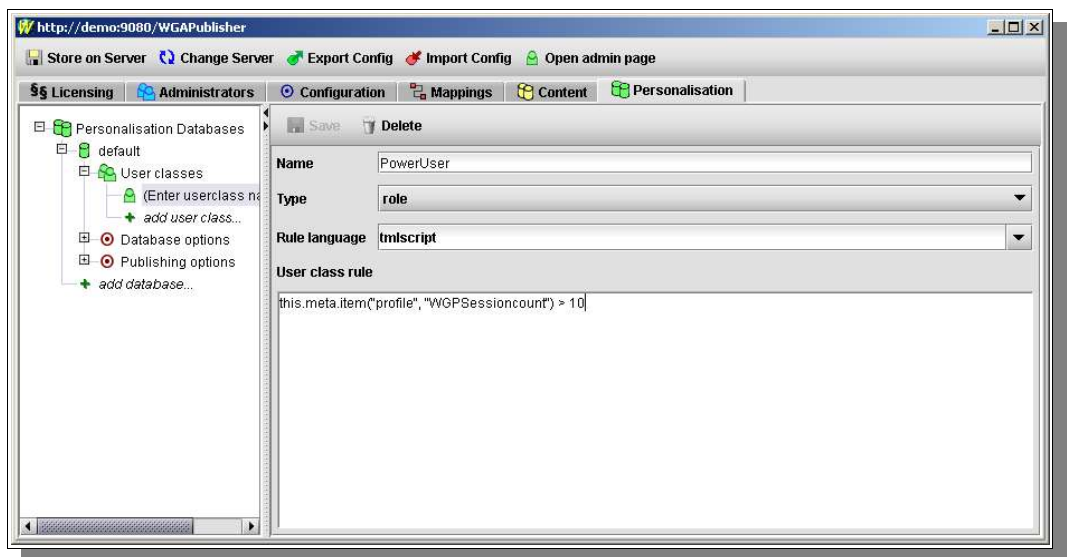 http://demo:9080/WGAPublisher
Store on Server Change Server Export Config Import Config Open admin page
§§ Licensing Administrators Configuration Mappings Content Personalisation
Personalisation Databases
default
User classes
(Enter userclass na
add user class...
Database options
Publishing options
add database...
Save Delete
Name PowerUser
Type role
Rule language tmlscript
User class rule
this.meta.item("profile", "WGPSessioncount") > 10